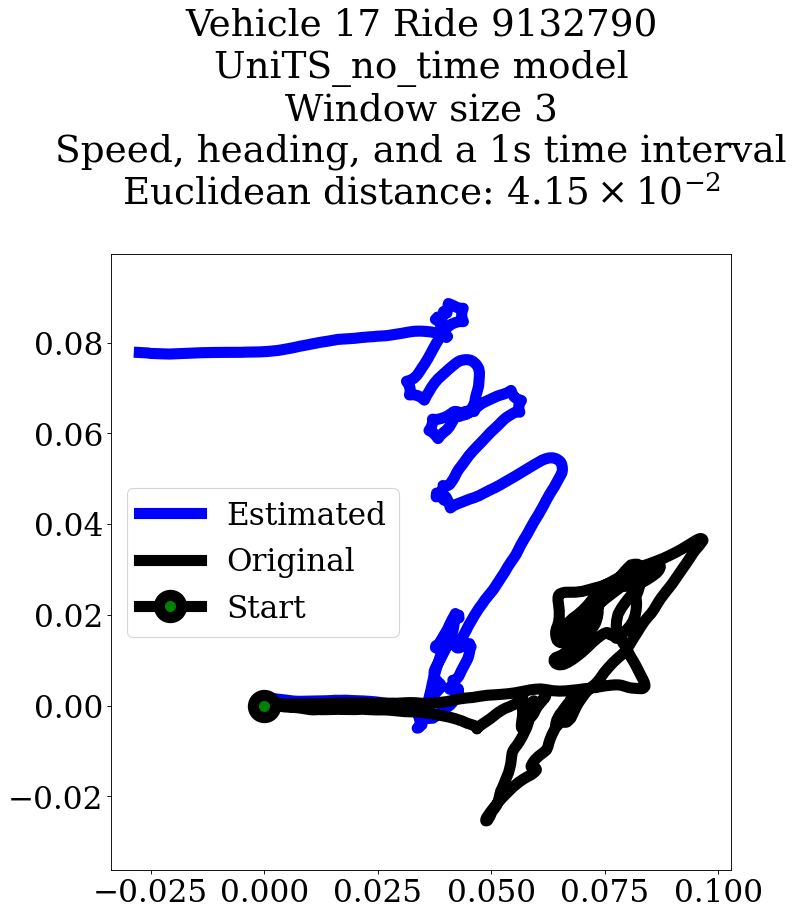 Vehicle 17 Ride 9132790
UniTS_no_time model
Window size 3
Speed, heading, and a 1s time interval
Euclidean distance: 4.15 × 10⁻²
0.08
0.06
0.04
0.02
0.00
−0.02
Estimated
Original
Start
−0.025 0.000 0.025 0.050 0.075 0.100